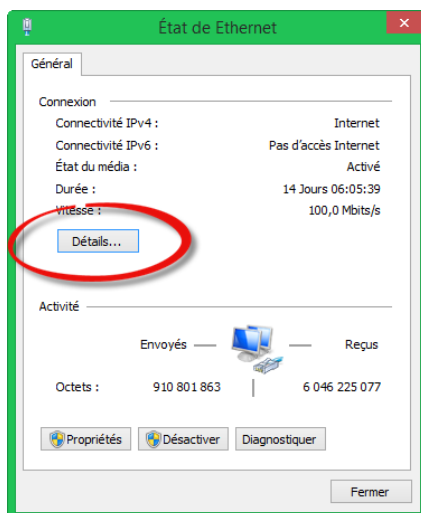 État de Ethernet
Général
Connexion
Connectivité IPv4 : Internet
Connectivité IPv6 : Pas d'accès Internet
État du média : Activé
Durée : 14 Jours 06:05:39
Vitesse : 100,0 Mbits/s
Détails...
Activité
Envoyés Reçus
Octets : 910 801 863 6 046 225 077
Propriétés Désactiver Diagnostiquer
Fermer